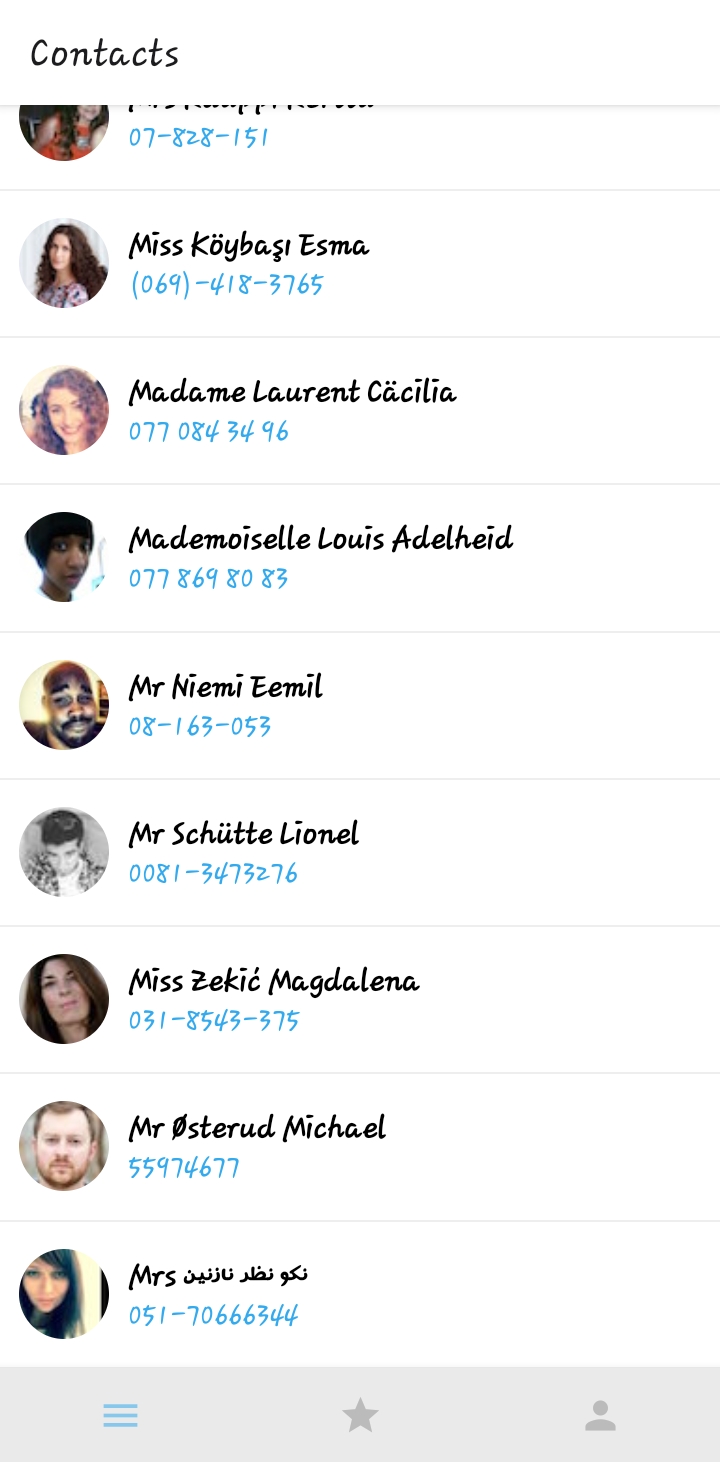 Contacts
07-828-151
Miss Köybaşı Esma
(069)-418-3765
Madame Laurent Cäcilia
077 084 34 96
Mademoiselle Louis Adelheid
077 869 80 83
Mr Niemi Eemil
08-163-053
Mr Schütte Lionel
0081-3473276
Miss Zekić Magdalena
031-8543-375
Mr Østerud Michael
55974677
Mrs نکو نظر نازنین
051-70666344